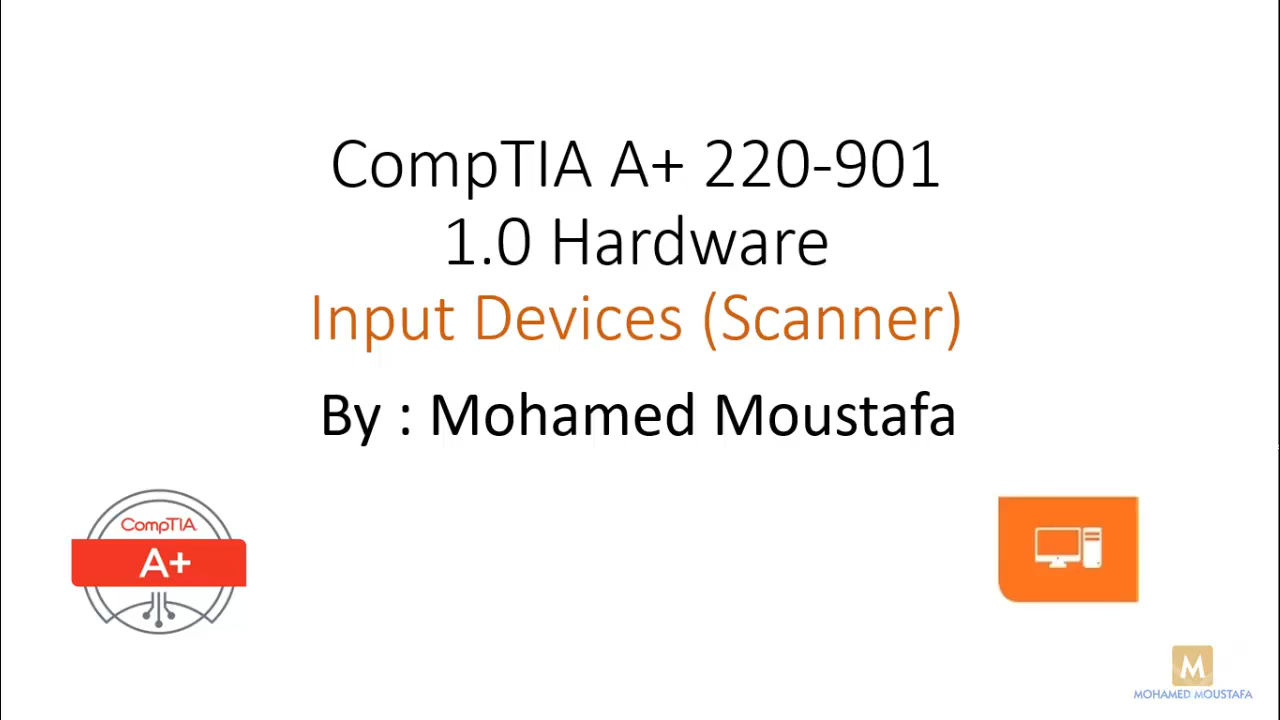 CompTIA A+ 220-901
1.0 Hardware
Input Devices (Scanner)
By : Mohamed Moustafa
CompTIA
A+
M
MOHAMED MOUSTAFA